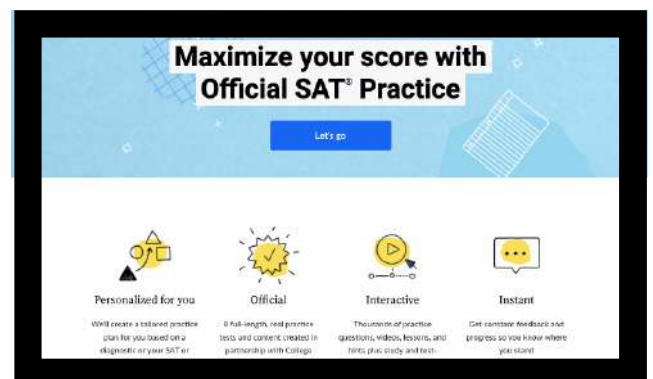 Maximize your score with
Official SAT® Practice
Let's go
Personalized for you
We'll create a tailored practice
plan for you based on a
diagnostic or your SAT or
Official
8 full-length, real practice
tests and content created in
partnership with College
Interactive
Thousands of practice
questions, videos, lessons, and
hints plus study and test-
Instant
Get constant feedback and
progress so you know where
you stand